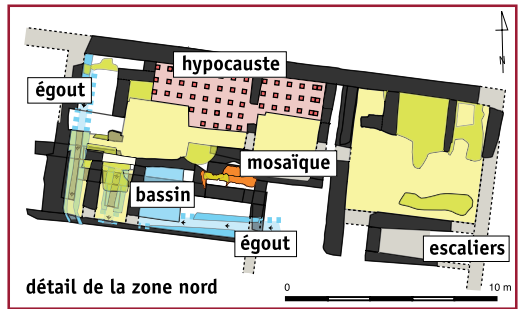 N
hypocauste
égout
mosaïque
bassin
égout
escaliers
détail de la zone nord
0 10 m